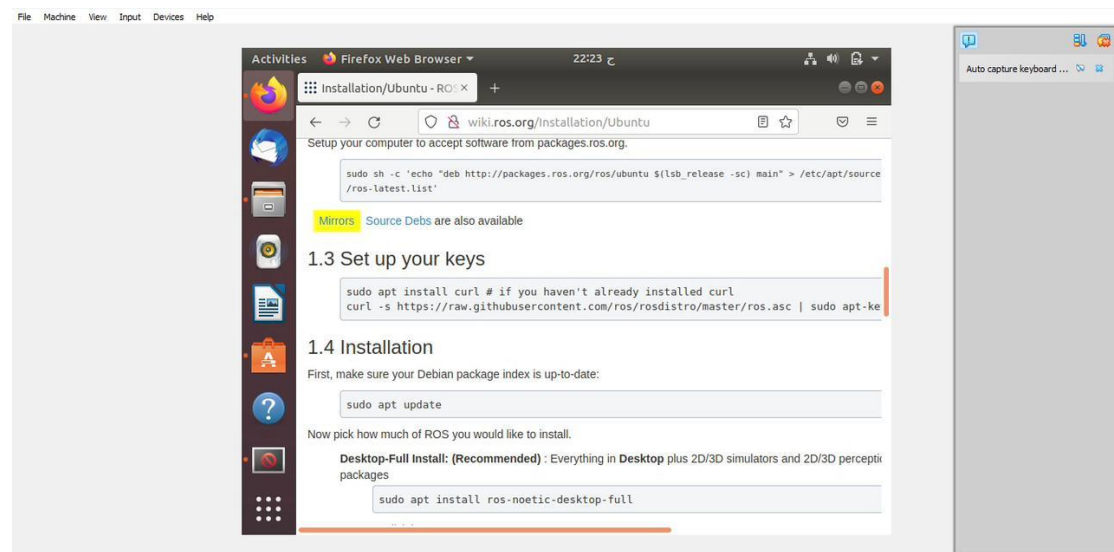 File Machine View Input Devices Help
Activities Firefox Web Browser 22:23 ح
Auto capture keyboard ...
Installation/Ubuntu - ROS
wiki.ros.org/Installation/Ubuntu
Setup your computer to accept software from packages.ros.org.
sudo sh -c 'echo "deb http://packages.ros.org/ros/ubuntu $(lsb_release -sc) main" > /etc/apt/source
/ros-latest.list'
Mirrors Source Debs are also available
1.3 Set up your keys
sudo apt install curl # if you haven't already installed curl
curl -s https://raw.githubusercontent.com/ros/rosdistro/master/ros.asc | sudo apt-ke
1.4 Installation
First, make sure your Debian package index is up-to-date:
sudo apt update
Now pick how much of ROS you would like to install.
Desktop-Full Install: (Recommended) : Everything in Desktop plus 2D/3D simulators and 2D/3D perceptio
packages
sudo apt install ros-noetic-desktop-full